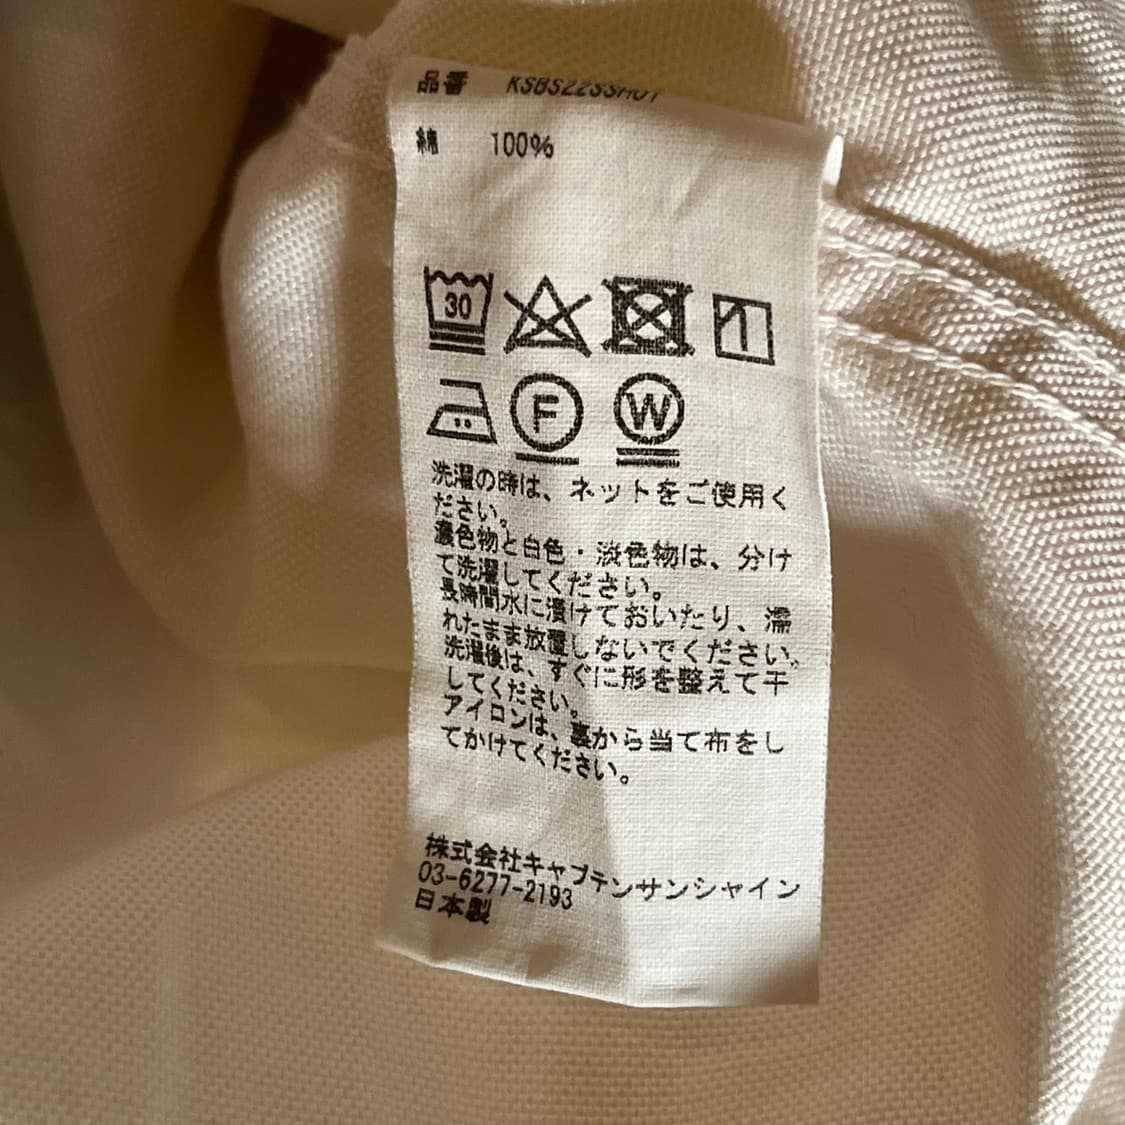 品番 KSBS22SSH01
綿 100%
30
F
W
洗濯の時は、ネットをご使用く
ださい。
濃色物と白色・淡色物は、分け
て洗濯してください。
長時間水に漬けておいたり、濡
れたまま放置しないでください。
洗濯後は、すぐに形を整えて干
してください。
アイロンは、裏から当て布をし
てかけてください。
株式会社キャプテンサンシャイン
03-6277-2193
日本製